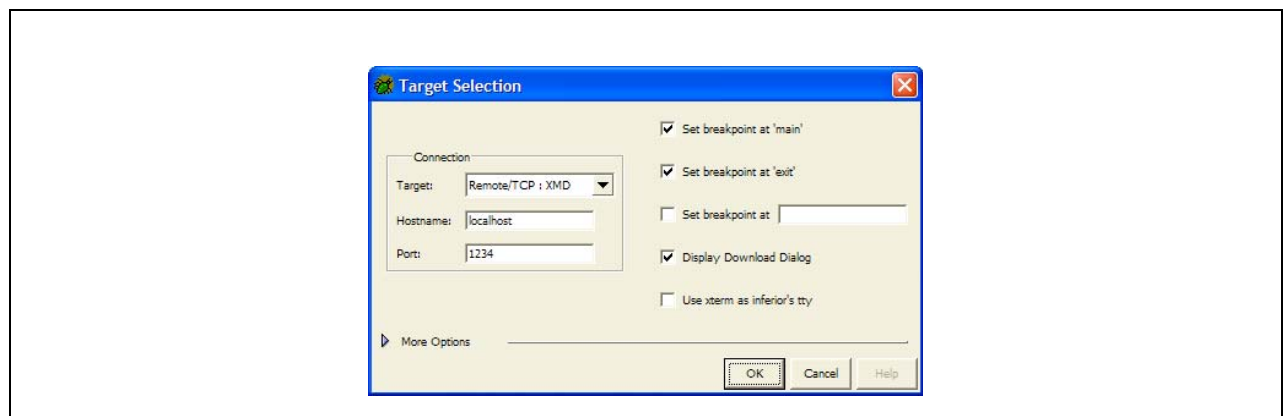 Target Selection
Connection
Target: Remote/TCP : XMD
Hostname: localhost
Port: 1234
Set breakpoint at 'main'
Set breakpoint at 'exit'
Set breakpoint at
Display Download Dialog
Use xterm as inferior's tty
More Options
OK Cancel Help